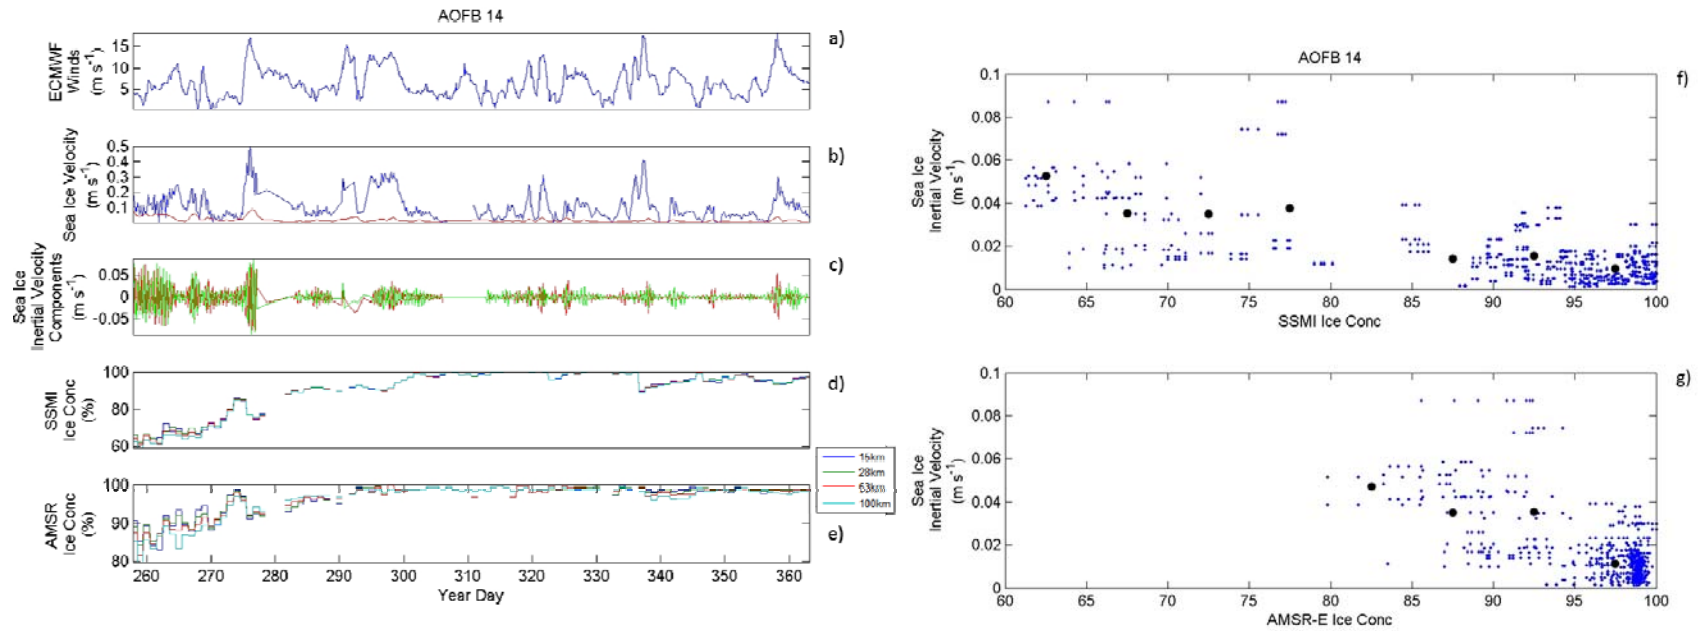 AOFB 14
ECMWF
Winds
(m s⁻¹)
15
10
5
a)
Sea Ice Velocity
(m s⁻¹)
0.5
0.4
0.3
0.2
0.1
b)
Sea Ice
Inertial Velocity
Components
(m s⁻¹)
0.05
0
-0.05
c)
SSMI
Ice Conc
(%)
100
80
60
d)
AMSR
Ice Conc
(%)
100
90
80
e)
260 270 280 290 300 310 320 330 340 350 360
Year Day
28km
63km
100km
AOFB 14
f)
Sea Ice
Inertial Velocity
(m s⁻¹)
0.1
0.08
0.06
0.04
0.02
0
60 65 70 75 80 85 90 95 100
SSMI Ice Conc
g)
Sea Ice
Inertial Velocity
(m s⁻¹)
0.1
0.08
0.06
0.04
0.02
0
60 65 70 75 80 85 90 95 100
AMSR-E Ice Conc